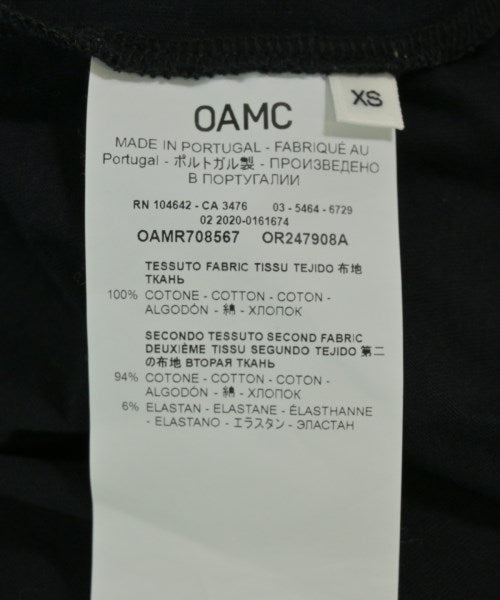 XS
OAMC
MADE IN PORTUGAL - FABRIQUÉ AU
Portugal - ポルトガル製 - ПРОИЗВЕДЕНО
В ПОРТУГАЛИИ
RN 104642 - CA 3476 03 - 5464 - 6729
02 2020-0161674
OAMR708567 OR247908A
TESSUTO FABRIC TISSU TEJIDO 布地
ТКАНЬ
100% COTONE - COTTON - COTON -
ALGODÓN - 綿 - ХЛОПОК
SECONDO TESSUTO SECOND FABRIC
DEUXIÈME TISSU SEGUNDO TEJIDO 第二
の布地 ВТОРАЯ ТКАНЬ
94% COTONE - COTTON - COTON -
ALGODÓN - 綿 - ХЛОПОК
6% ELASTAN - ELASTANE - ÉLASTHANNE
- ELASTANO - エラスタン - ЭЛАСТАН